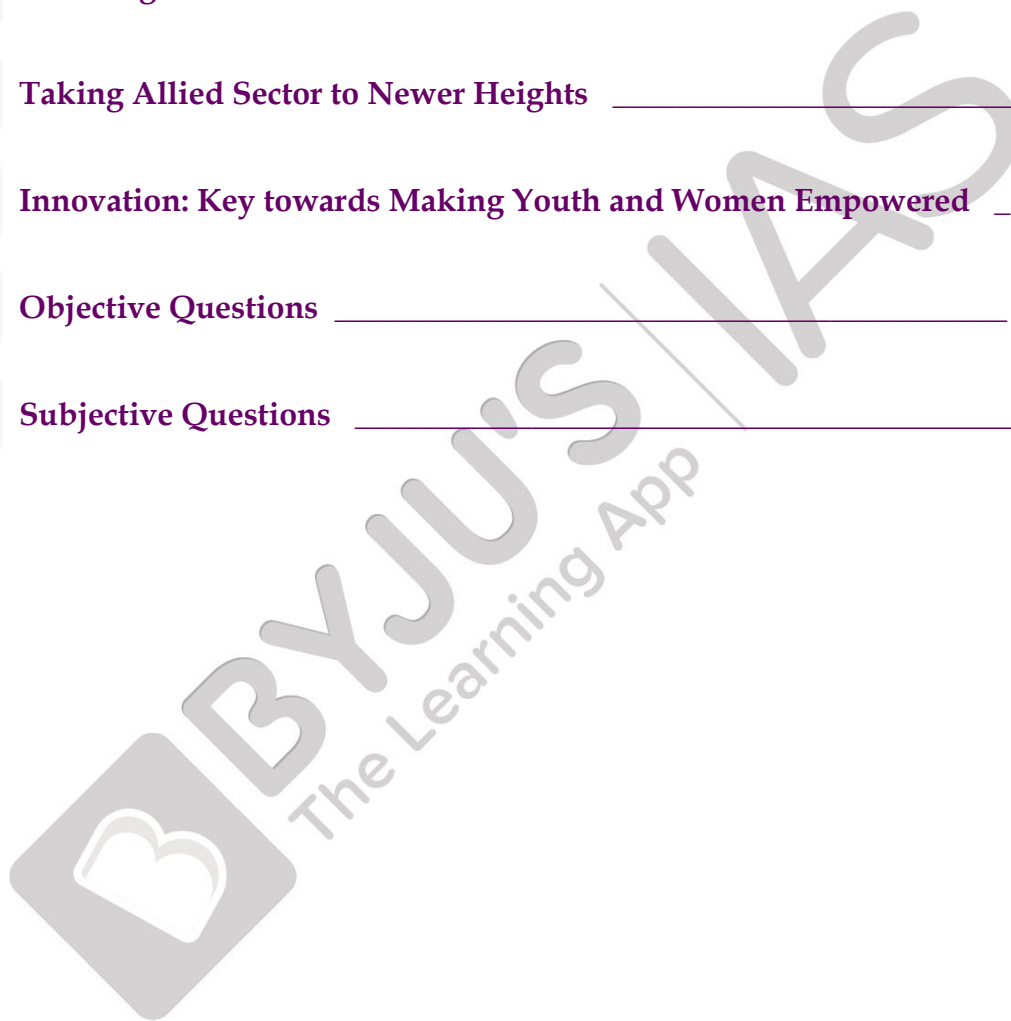 Taking Allied Sector to Newer Heights
Innovation: Key towards Making Youth and Women Empowered
Objective Questions
Subjective Questions
BYJU'S IAS
The Learning App